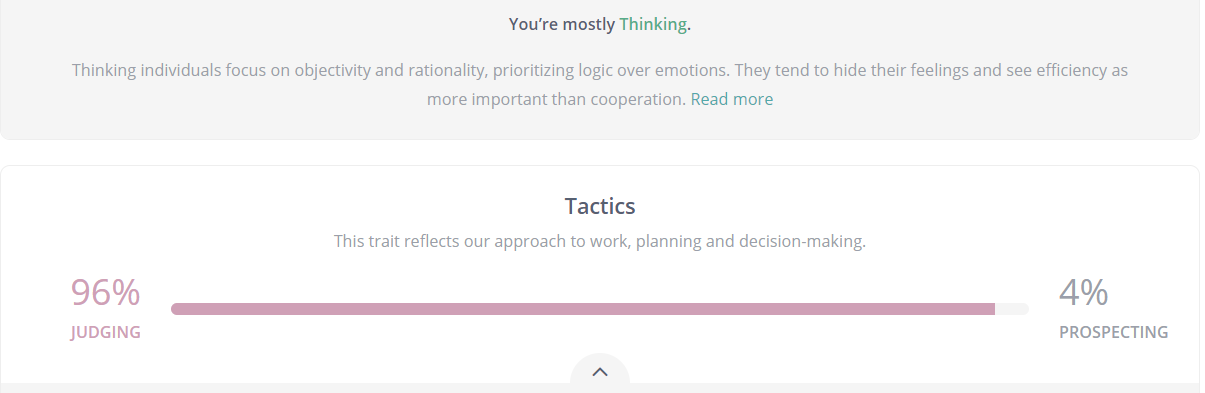 You're mostly Thinking.
Thinking individuals focus on objectivity and rationality, prioritizing logic over emotions. They tend to hide their feelings and see efficiency as
more important than cooperation. Read more
Tactics
This trait reflects our approach to work, planning and decision-making.
96%
JUDGING
4%
PROSPECTING